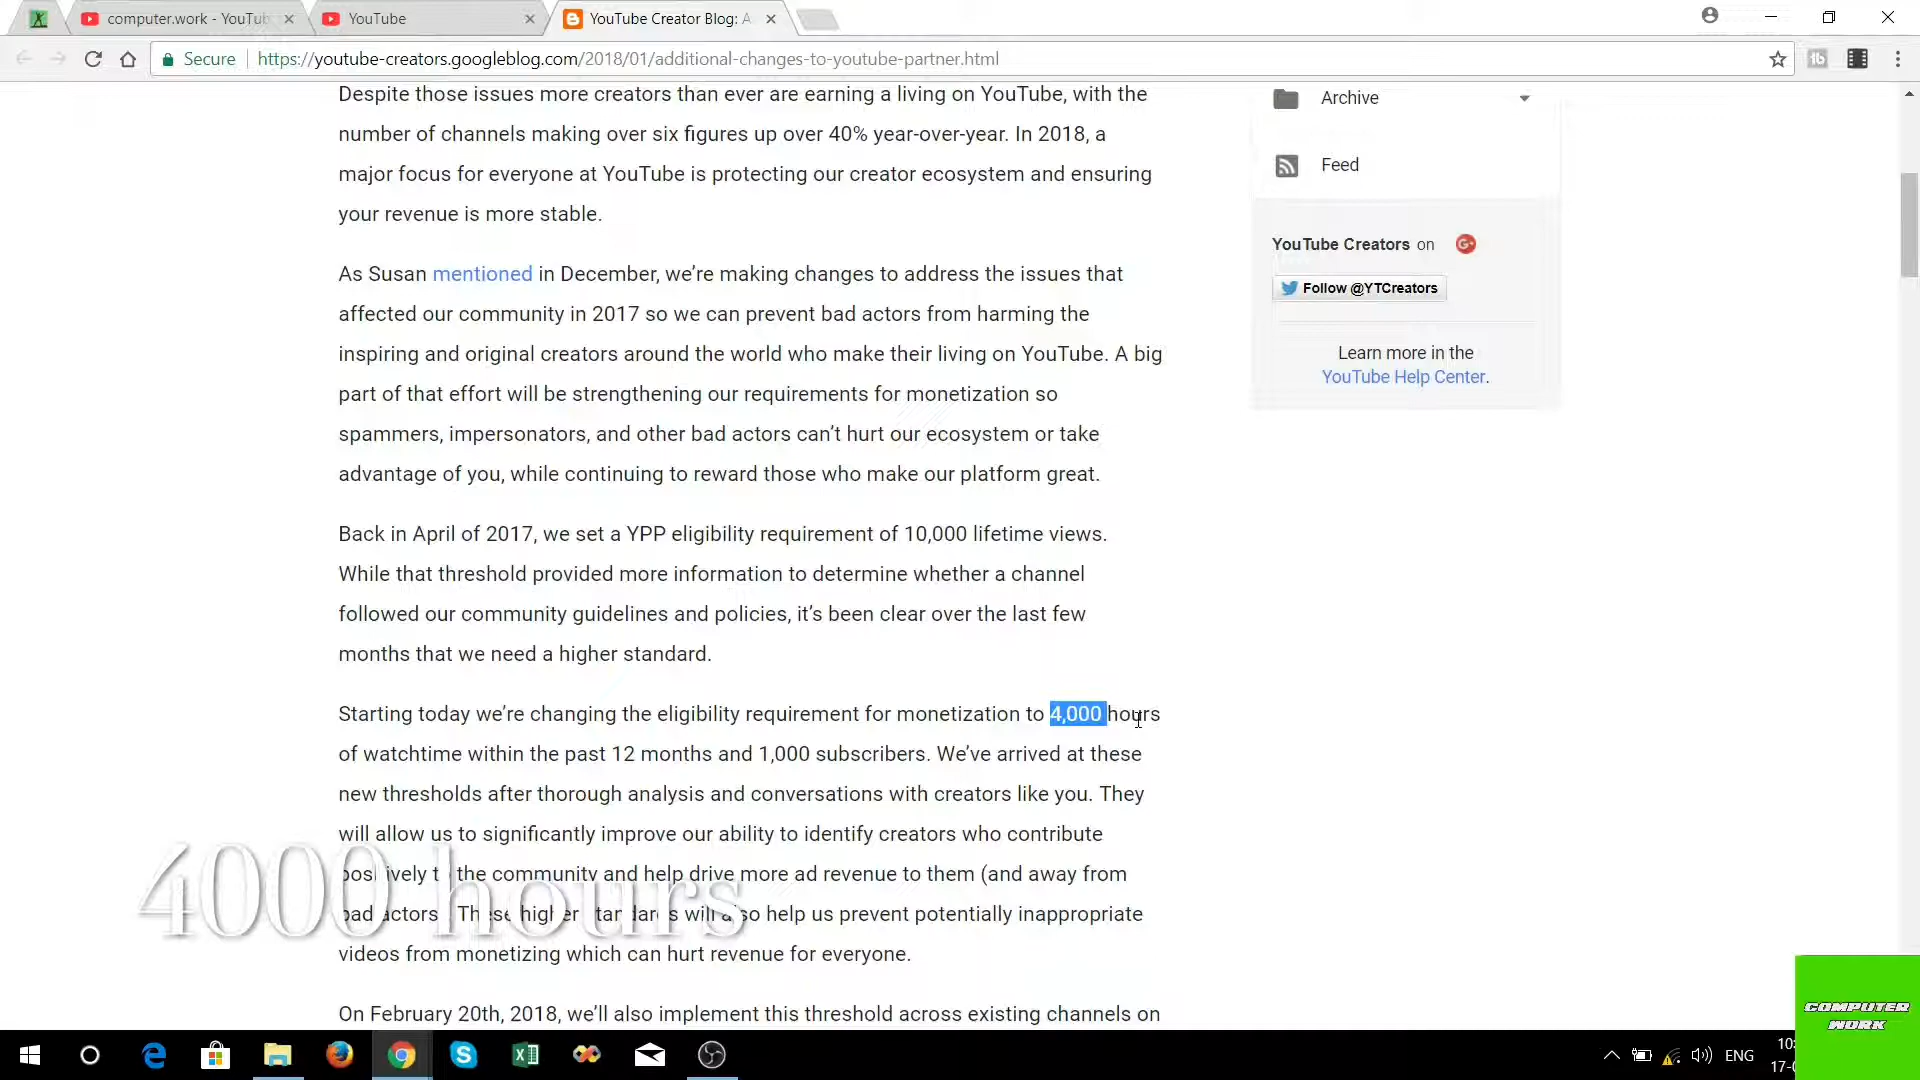 computer.work - YouTub
YouTube
YouTube Creator Blog: A
Secure
https://youtube-creators.googleblog.com/2018/01/additional-changes-to-youtube-partner.html
Despite those issues more creators than ever are earning a living on YouTube, with the
number of channels making over six figures up over 40% year-over-year. In 2018, a
major focus for everyone at YouTube is protecting our creator ecosystem and ensuring
your revenue is more stable.
As Susan mentioned in December, we're making changes to address the issues that
affected our community in 2017 so we can prevent bad actors from harming the
inspiring and original creators around the world who make their living on YouTube. A big
part of that effort will be strengthening our requirements for monetization so
spammers, impersonators, and other bad actors can't hurt our ecosystem or take
advantage of you, while continuing to reward those who make our platform great.
Back in April of 2017, we set a YPP eligibility requirement of 10,000 lifetime views.
While that threshold provided more information to determine whether a channel
followed our community guidelines and policies, it's been clear over the last few
months that we need a higher standard.
Starting today we're changing the eligibility requirement for monetization to 4,000 hours
of watchtime within the past 12 months and 1,000 subscribers. We've arrived at these
new thresholds after thorough analysis and conversations with creators like you. They
will allow us to significantly improve our ability to identify creators who contribute
positively to the community and help drive more ad revenue to them (and away from
bad actors). These higher standards will also help us prevent potentially inappropriate
videos from monetizing which can hurt revenue for everyone.
On February 20th, 2018, we'll also implement this threshold across existing channels on
Archive
Feed
YouTube Creators on
Follow @YTCreators
Learn more in the
YouTube Help Center.
4000 hours
COMPUTER
WORK
ENG